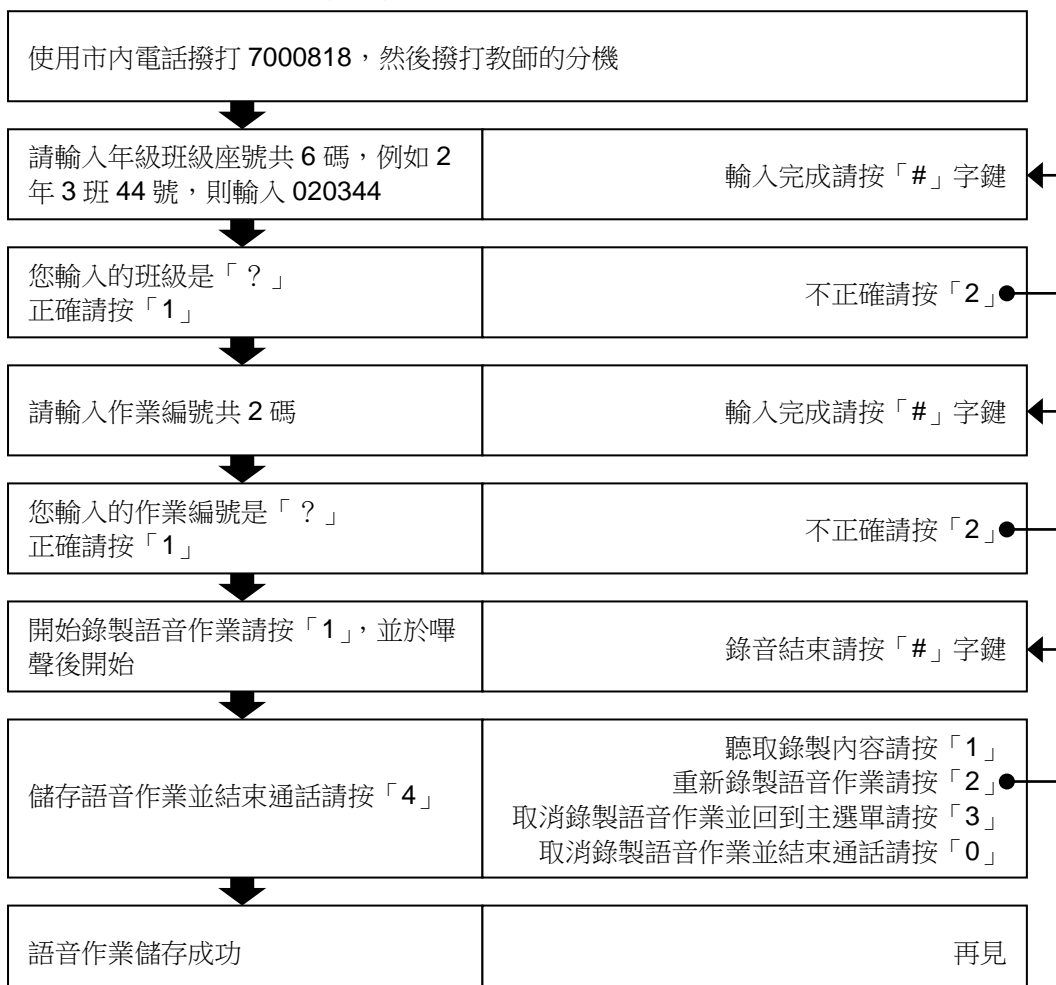 使用市內電話撥打 7000818，然後撥打教師的分機
請輸入年級班級座號共 6 碼，例如 2
年 3 班 44 號，則輸入 020344
輸入完成請按「#」字鍵
您輸入的班級是「？」
正確請按「1」
不正確請按「2」
請輸入作業編號共 2 碼
輸入完成請按「#」字鍵
您輸入的作業編號是「？」
正確請按「1」
不正確請按「2」
開始錄製語音作業請按「1」，並於嗶
聲後開始
錄音結束請按「#」字鍵
儲存語音作業並結束通話請按「4」
聽取錄製內容請按「1」
重新錄製語音作業請按「2」
取消錄製語音作業並回到主選單請按「3」
取消錄製語音作業並結束通話請按「0」
語音作業儲存成功
再見